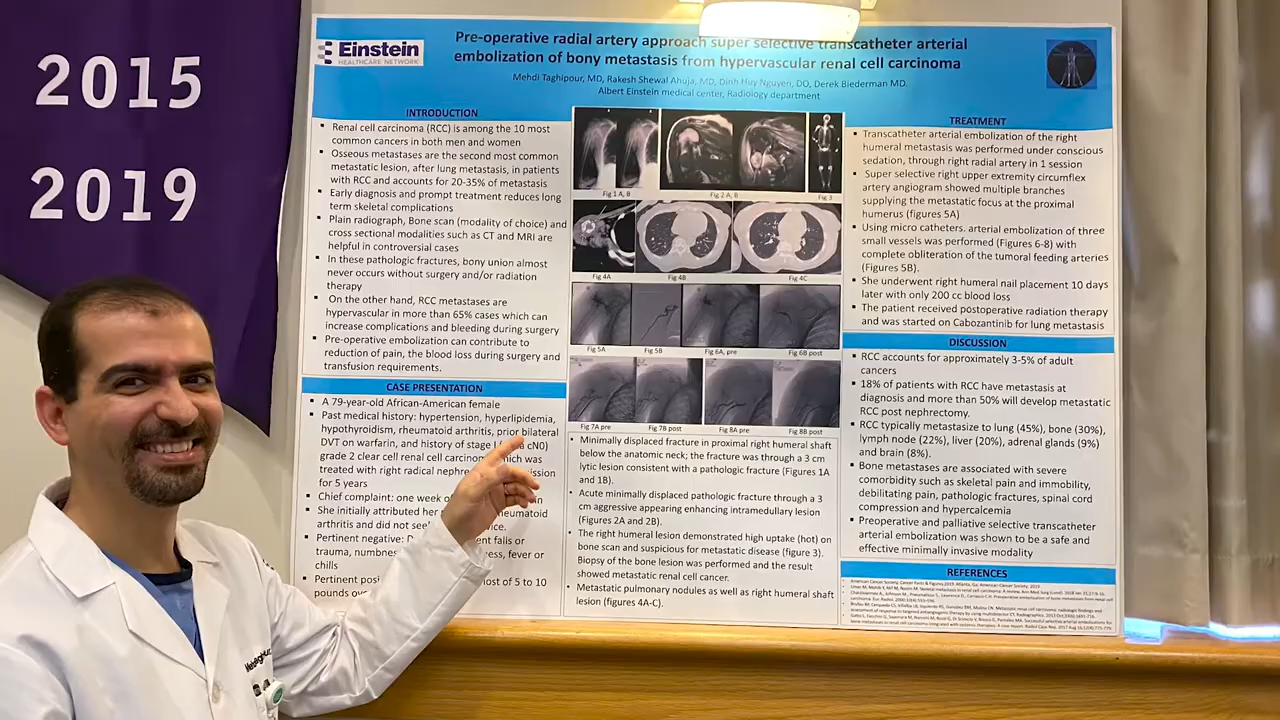 2015
2019
Einstein
HEALTHCARE NETWORK
Pre-operative radial artery approach super selective transcatheter arterial
embolization of bony metastasis from hypervascular renal cell carcinoma
Mehdi Taghipour, MD, Rakesh Shewal Ahuja, MD, Dinh Huy Nguyen, DO, Derek Biederman MD.
Albert Einstein medical center, Radiology department
INTRODUCTION
• Renal cell carcinoma (RCC) is among the 10 most
common cancers in both men and women
• Osseous metastases are the second most common
metastatic lesion, after lung metastasis, in patients
with RCC and accounts for 20-35% of metastasis
• Early diagnosis and prompt treatment reduces long
term skeletal complications
• Plain radiograph, Bone scan (modality of choice) and
cross sectional modalities such as CT and MRI are
helpful in controversial cases
• In these pathologic fractures, bony union almost
never occurs without surgery and/or radiation
therapy
• On the other hand, RCC metastases are
hypervascular in more than 65% cases which can
increase complications and bleeding during surgery
• Pre-operative embolization can contribute to
reduction of pain, the blood loss during surgery and
transfusion requirements.
CASE PRESENTATION
• A 79-year-old African-American female
• Past medical history: hypertension, hyperlipidemia,
hypothyroidism, rheumatoid arthritis, prior bilateral
DVT on warfarin, and history of stage
grade 2 clear cell renal cell carcinoma which was
treated with right radical
for 5 years
• Chief complaint: one week of
• She initially attributed her
arthritis and did not
• Pertinent negative: falls or
trauma, fever or
chills
• Pertinent of 5 to 10
pounds
Fig 1 A, B
Fig 2 A, B
Fig 3
Fig 4A
Fig 4B
Fig 4C
Fig 5A
Fig 5B
Fig 6A, pre
Fig 6B post
Fig 7A pre
Fig 7B post
Fig 8A pre
Fig 8B post
• Minimally displaced fracture in proximal right humeral shaft
below the anatomic neck; the fracture was through a 3 cm
lytic lesion consistent with a pathologic fracture (Figures 1A
and 1B).
• Acute minimally displaced pathologic fracture through a 3
cm aggressive appearing enhancing intramedullary lesion
(Figures 2A and 2B).
• The right humeral lesion demonstrated high uptake (hot) on
bone scan and suspicious for metastatic disease (figure 3).
Biopsy of the bone lesion was performed and the result
showed metastatic renal cell cancer.
• Metastatic pulmonary nodules as well as right humeral shaft
lesion (figures 4A-C).
TREATMENT
• Transcatheter arterial embolization of the right
humeral metastasis was performed under conscious
sedation, through right radial artery in 1 session
• Super selective right upper extremity circumflex
artery angiogram showed multiple branches
supplying the metastatic focus at the proximal
humerus (figures 5A)
• Using micro catheters. arterial embolization of three
small vessels was performed (Figures 6-8) with
complete obliteration of the tumoral feeding arteries
(Figures 5B).
• She underwent right humeral nail placement 10 days
later with only 200 cc blood loss
• The patient received postoperative radiation therapy
and was started on Cabozantinib for lung metastasis
DISCUSSION
• RCC accounts for approximately 3-5% of adult
cancers
• 18% of patients with RCC have metastasis at
diagnosis and more than 50% will develop metastatic
RCC post nephrectomy.
• RCC typically metastasize to lung (45%), bone (30%),
lymph node (22%), liver (20%), adrenal glands (9%)
and brain (8%).
• Bone metastases are associated with severe
comorbidity such as skeletal pain and immobility,
debilitating pain, pathologic fractures, spinal cord
compression and hypercalcemia
• Preoperative and palliative selective transcatheter
arterial embolization was shown to be a safe and
effective minimally invasive modality
REFERENCES
American Cancer Society. Cancer Facts & Figures 2019. Atlanta, Ga: American Cancer Society; 2019